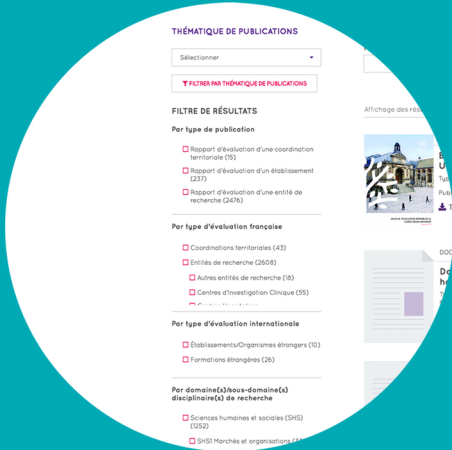 THÉMATIQUE DE PUBLICATIONS
Sélectionner
FILTRER PAR THÉMATIQUE DE PUBLICATIONS
FILTRE DE RÉSULTATS
Par type de publication
Rapport d'évaluation d'une coordination
territoriale (15)
Rapport d'évaluation d'un établissement
(237)
Rapport d'évaluation d'une entité de
recherche (2476)
Par type d'évaluation française
Coordinations territoriales (43)
Entités de recherche (2608)
Autres entités de recherche (18)
Centres d'Investigation Clinique (55)
Par type d'évaluation internationale
Établissements/Organismes étrangers (10)
Formations étrangères (26)
Par domaine(s)/sous-domaine(s)
disciplinaire(s) de recherche
Sciences humaines et sociales (SHS)
(1252)
SHS1 Marchés et organisations
Affichage des